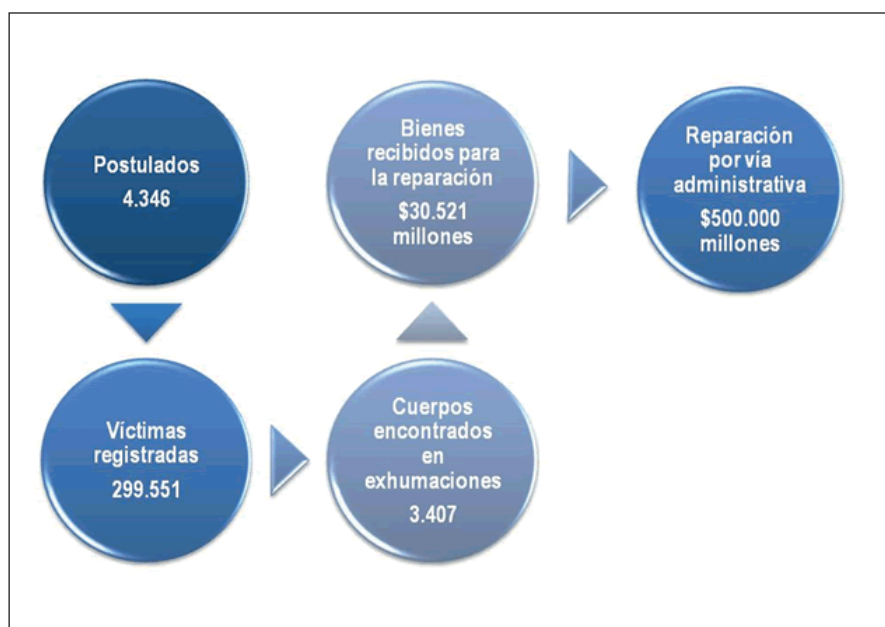 Postulados
4.346
Víctimas
registradas
299.551
Cuerpos
encontrados
en
exhumaciones
3.407
Bienes
recibidos para
la reparación
$30.521
millones
Reparación
por vía
administrativa
$500.000
millones